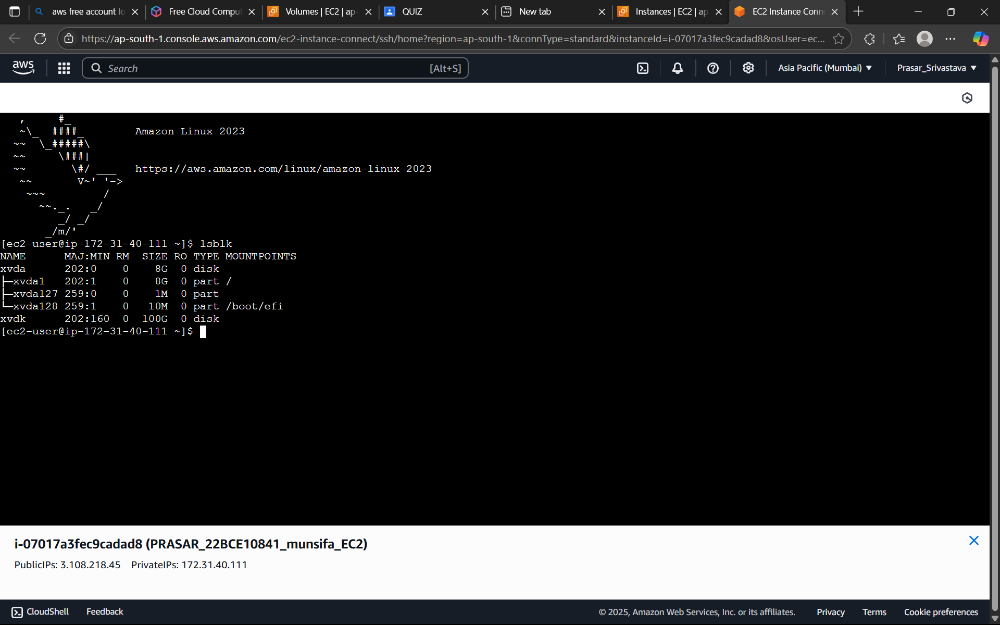 aws free account lo
Free Cloud Comput
Volumes | EC2 | ap-
QUIZ
New tab
Instances | EC2 | ap
EC2 Instance Conn
https://ap-south-1.console.aws.amazon.com/ec2-instance-connect/ssh/home?region=ap-south-1&connType=standard&instanceId=i-07017a3fec9cadad8&osUser=ec...
aws
Search
[Alt+S]
Asia Pacific (Mumbai) ▼
Prasar_Srivastava ▼
   ,     #_
   ~\_  ####_        Amazon Linux 2023
  ~~  \_#####\
  ~~     \###|
  ~~       \#/ ___   https://aws.amazon.com/linux/amazon-linux-2023
   ~~       V~' '->
    ~~~         /
      ~~._.   _/
         _/ _/
       _/m/'
[ec2-user@ip-172-31-40-111 ~]$ lsblk
NAME      MAJ:MIN RM  SIZE RO TYPE MOUNTPOINTS
xvda      202:0    0    8G  0 disk
├─xvda1   202:1    0    8G  0 part /
├─xvda127 259:0    0    1M  0 part
└─xvda128 259:1    0   10M  0 part /boot/efi
xvdk      202:160  0  100G  0 disk
[ec2-user@ip-172-31-40-111 ~]$
i-07017a3fec9cadad8 (PRASAR_22BCE10841_munsifa_EC2)
PublicIPs: 3.108.218.45 PrivateIPs: 172.31.40.111
CloudShell Feedback © 2025, Amazon Web Services, Inc. or its affiliates. Privacy Terms Cookie preferences